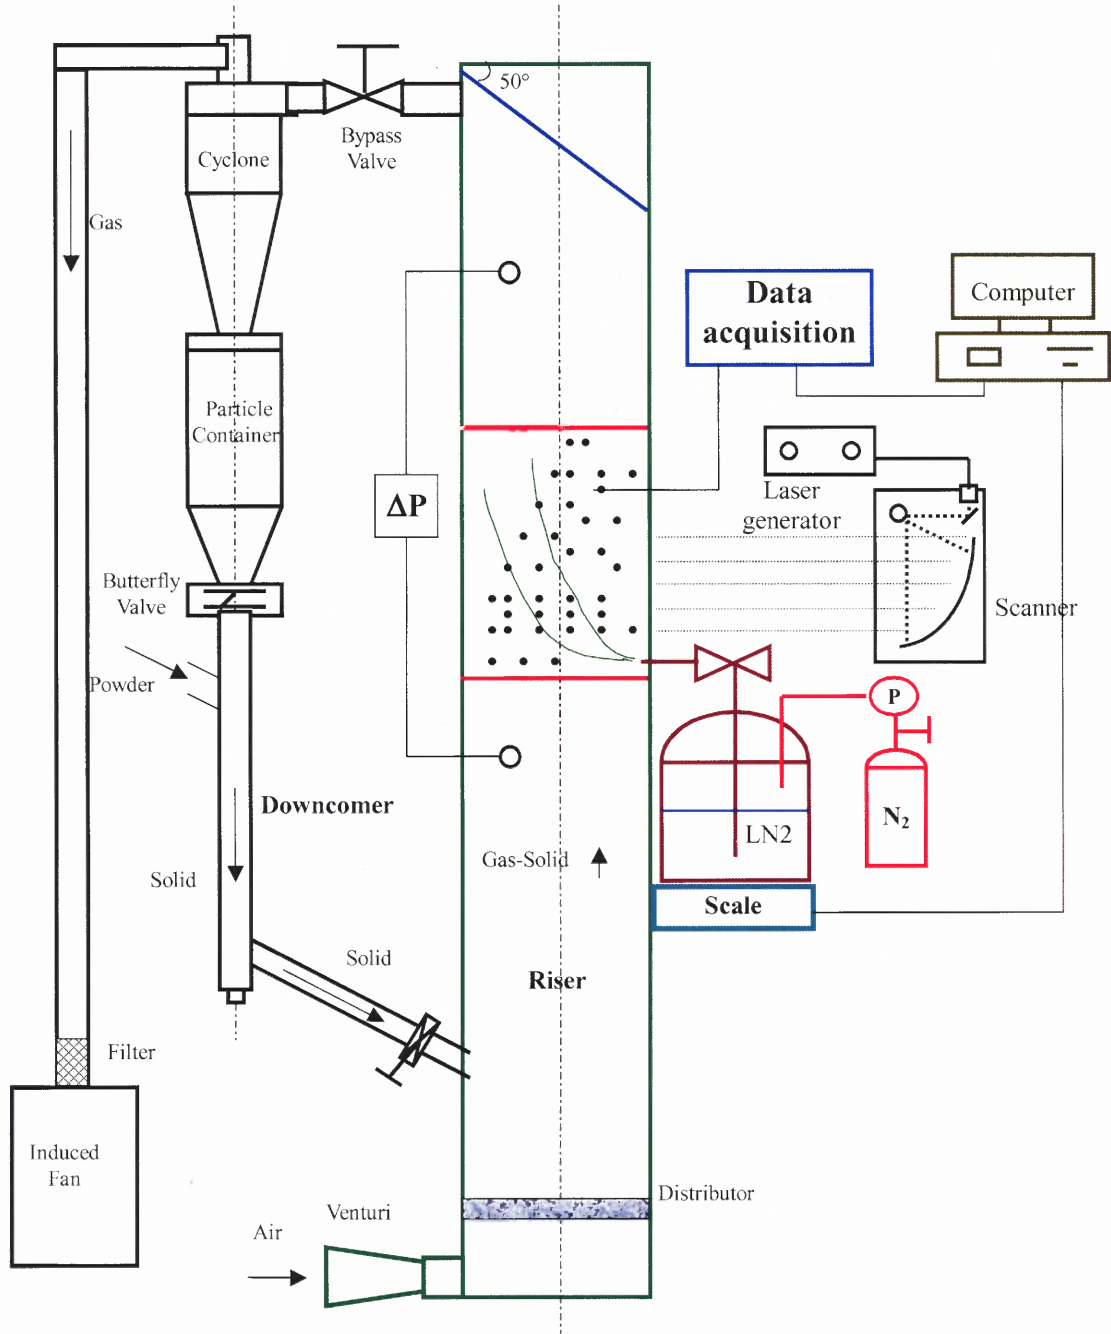 50°
Bypass
Valve
Cyclone
Gas
Data
acquisition
Computer
Particle
Container
ΔP
Laser
generator
Butterfly
Valve
Scanner
Powder
P
Downcomer
N₂
LN2
Gas-Solid
Solid
Scale
Solid
Riser
Filter
Induced
Fan
Distributor
Venturi
Air